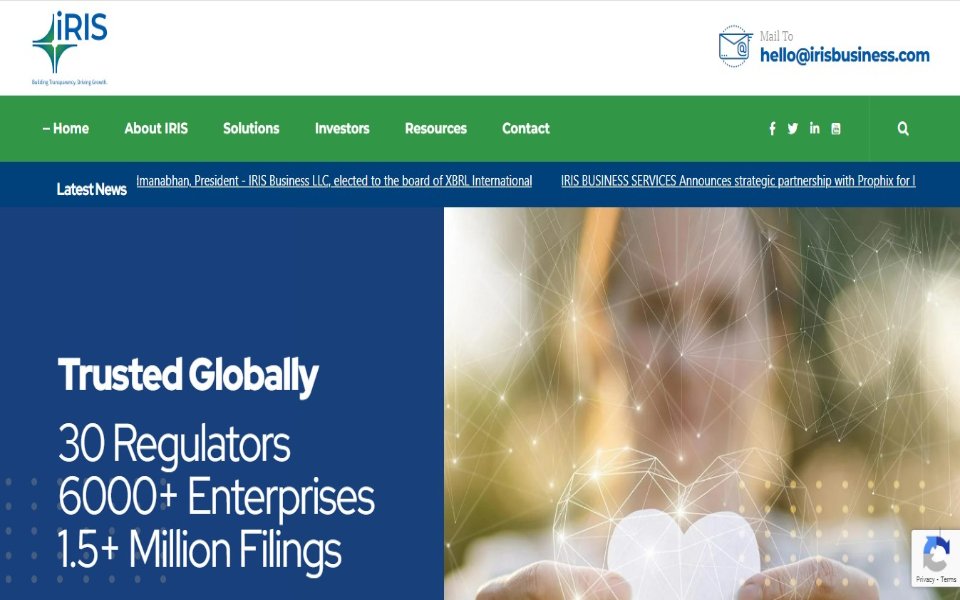 iRIS
Building Transparency. Driving Growth.
Mail To
hello@irisbusiness.com
– Home About IRIS Solutions Investors Resources Contact
Latest News
President - IRIS Business LLC, elected to the board of XBRL International
IRIS BUSINESS SERVICES Announces strategic partnership with Prophix for
Trusted Globally
30 Regulators
6000+ Enterprises
1.5+ Million Filings
Privacy - Terms